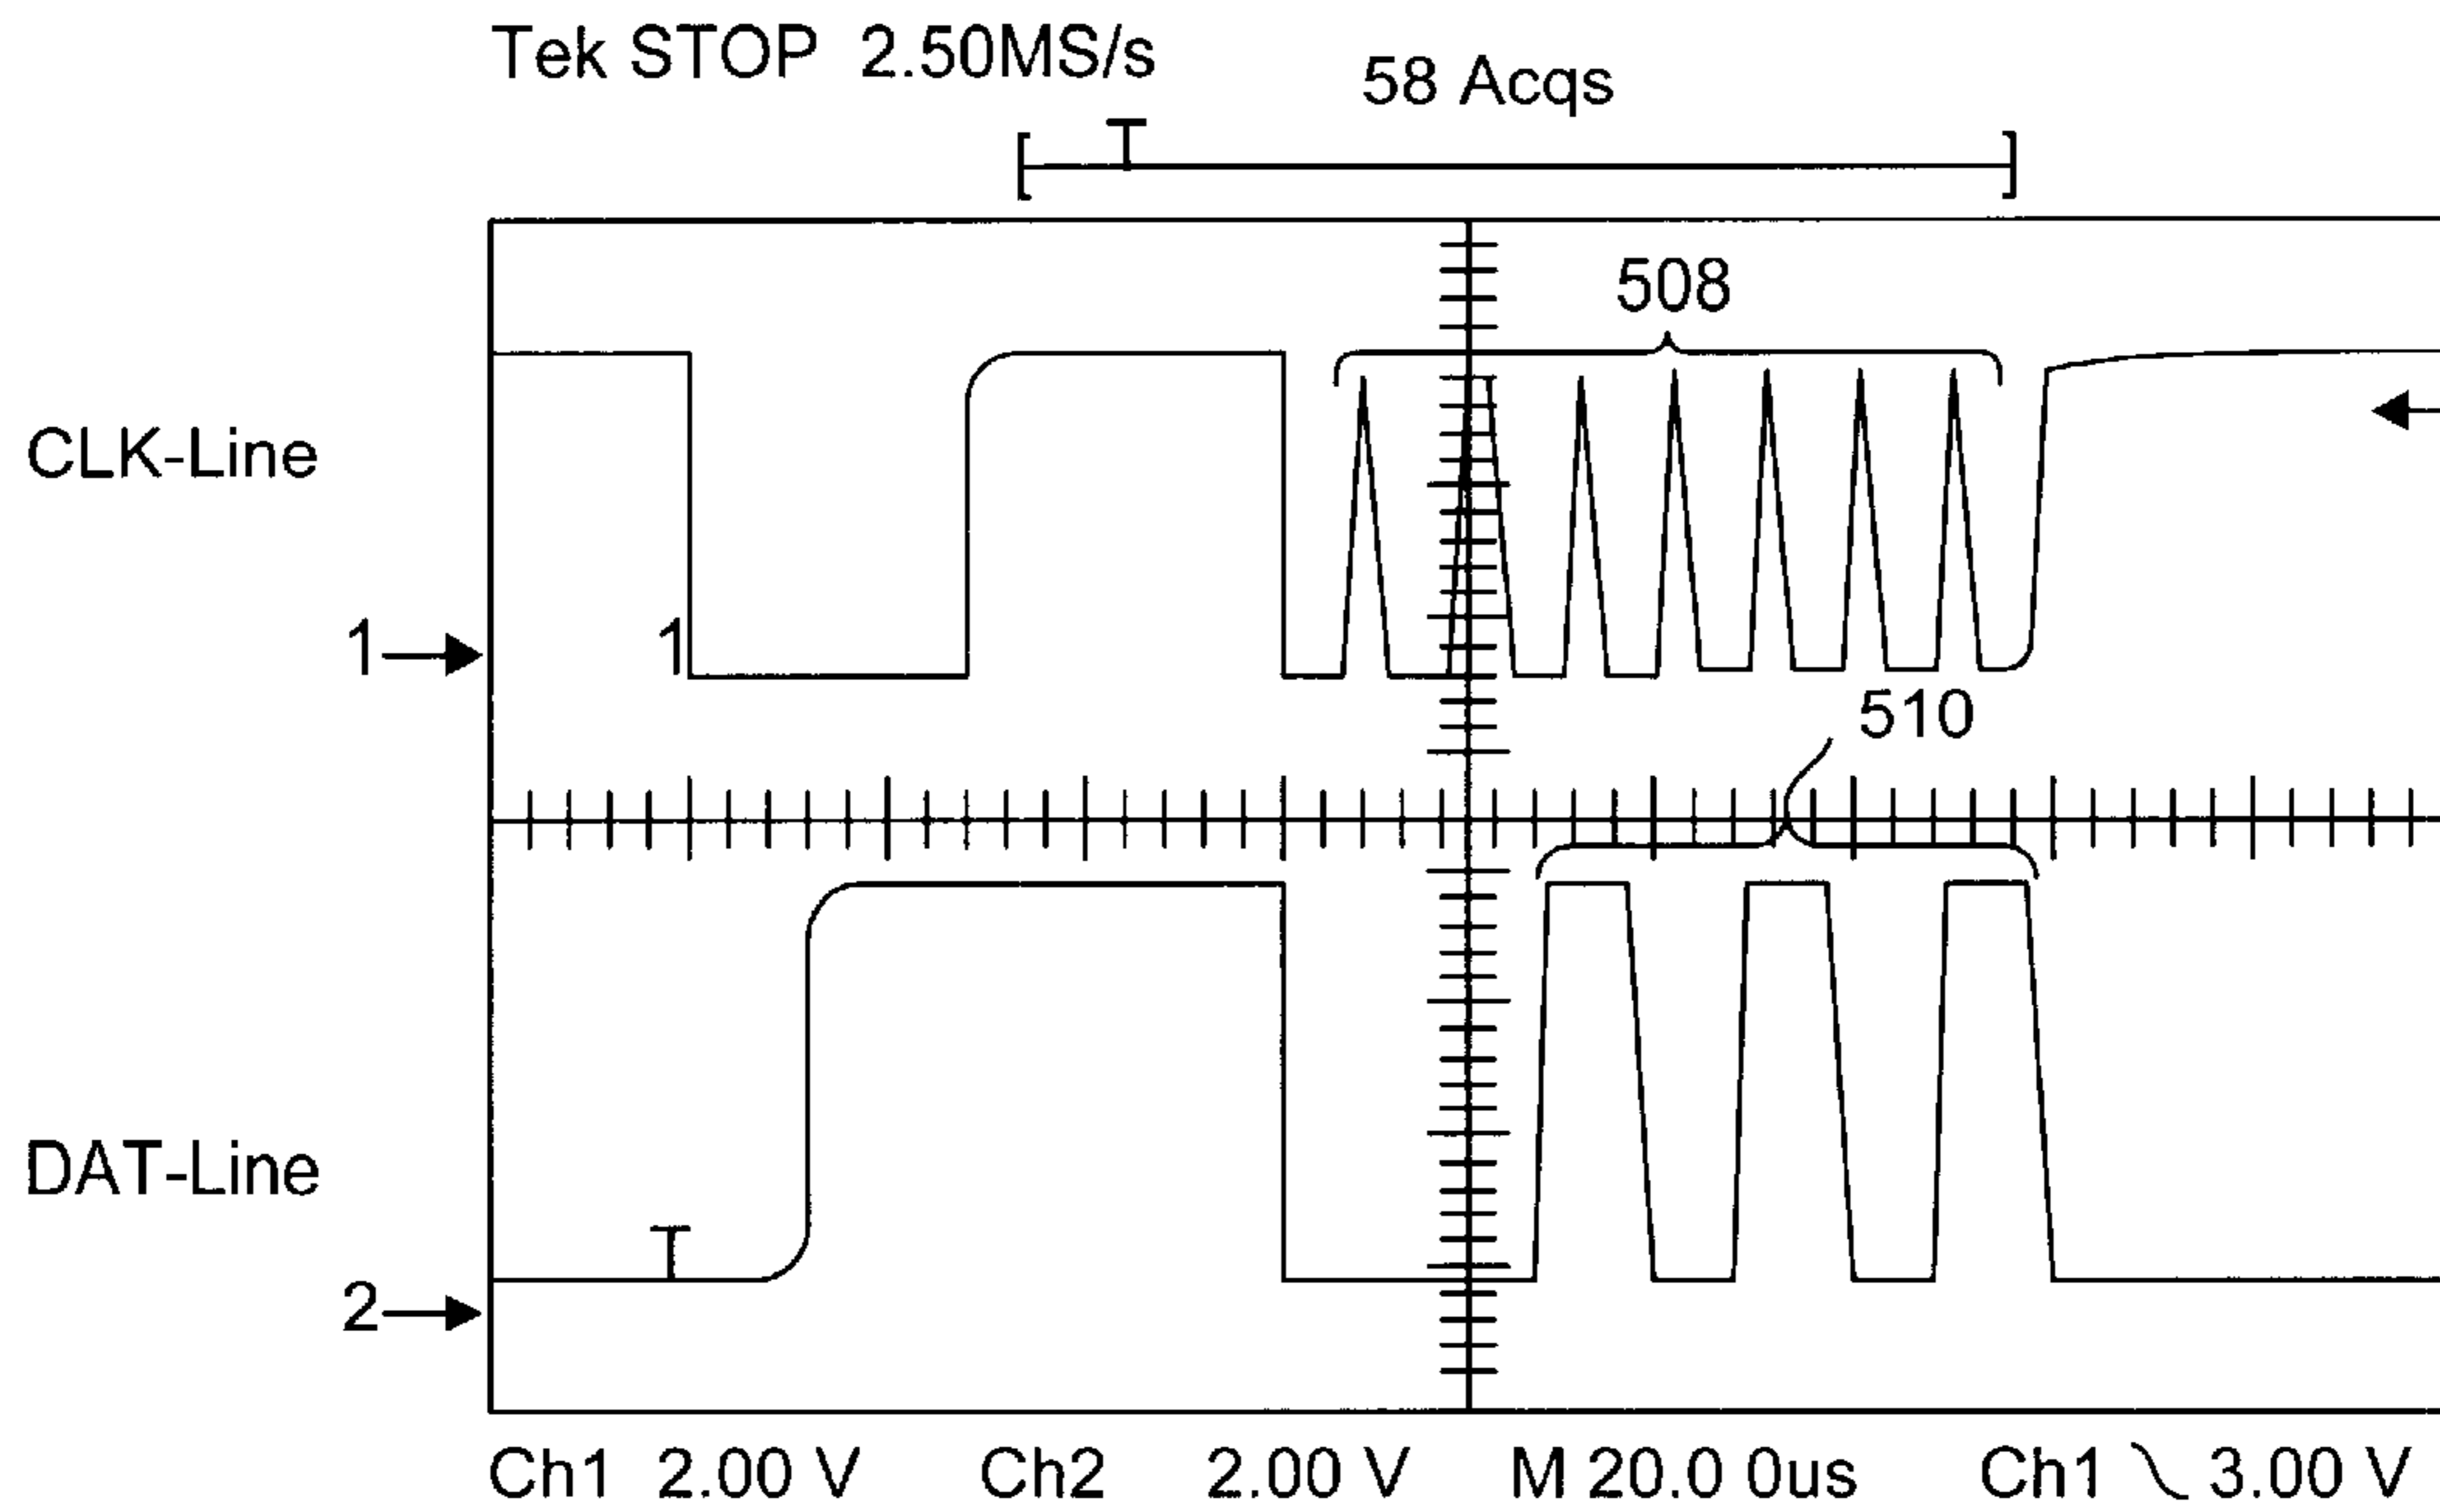 Tek STOP 2.50MS/s
58 Acqs
T
508
CLK-Line
1
1
510
DAT-Line
T
2
Ch1 2.00 V Ch2 2.00 V M 20.0 0us Ch1 3.00 V